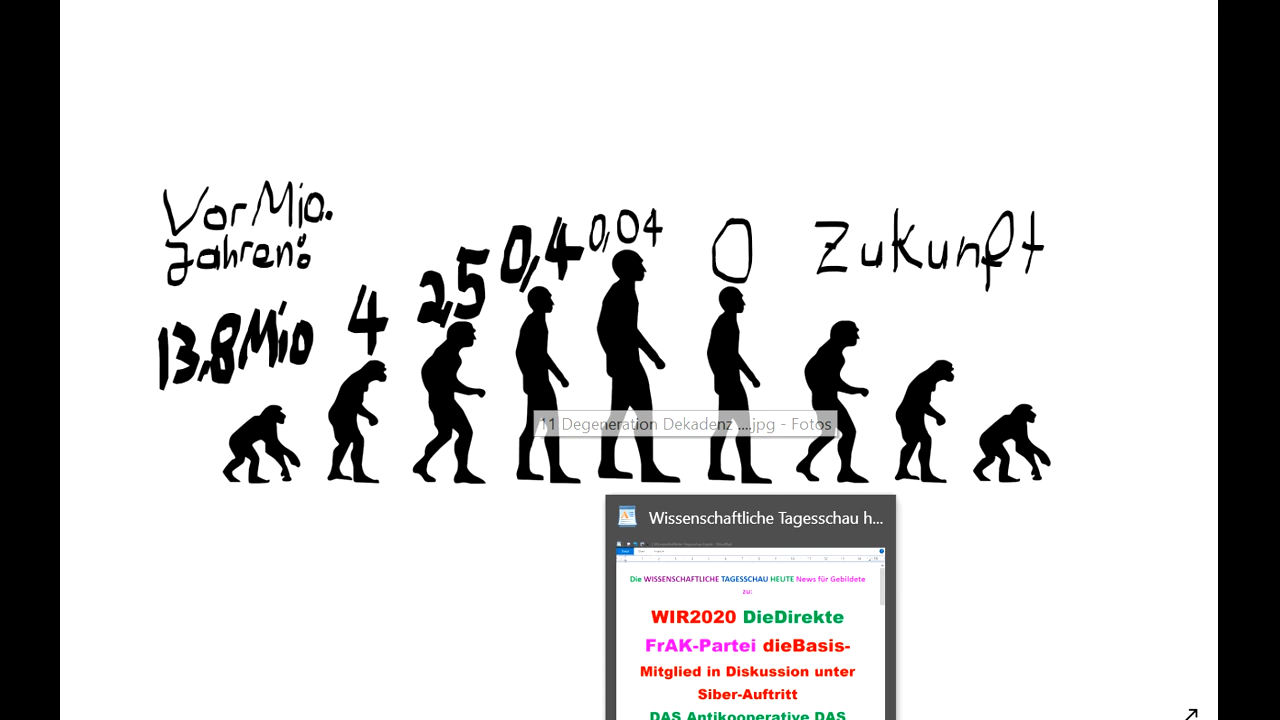 Vor Mio.
Jahren:
13,8 Mio
4
2,5
0,4
0,04
0
Zukunft
11 Degeneration Dekadenz ....jpg - Fotos
Wissenschaftliche Tagesschau h...
Die WISSENSCHAFTLICHE TAGESSCHAU HEUTE News für Gebildete
zu:
WIR2020 DieDirekte
FrAK-Partei dieBasis-
Mitglied in Diskussion unter
Siber-Auftritt
DAS Antikooperative DAS